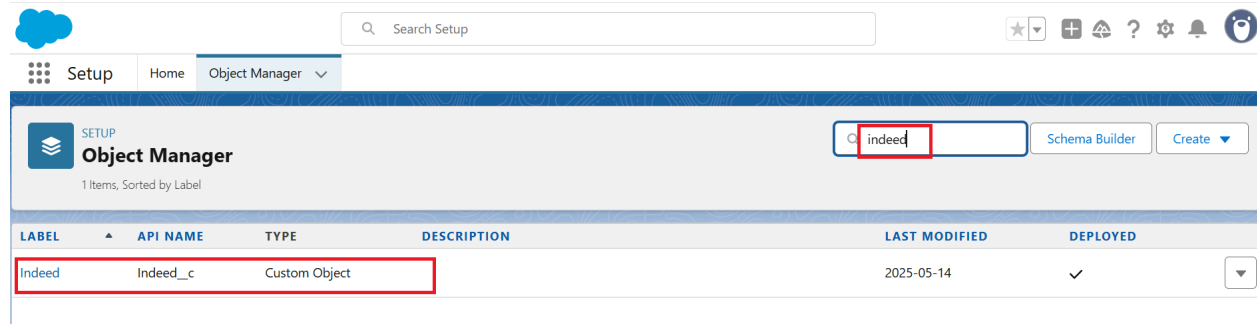 Search Setup
Setup Home Object Manager
SETUP
Object Manager
1 Items, Sorted by Label
indeed
Schema Builder
Create
LABEL API NAME TYPE DESCRIPTION LAST MODIFIED DEPLOYED
Indeed Indeed__c Custom Object 2025-05-14